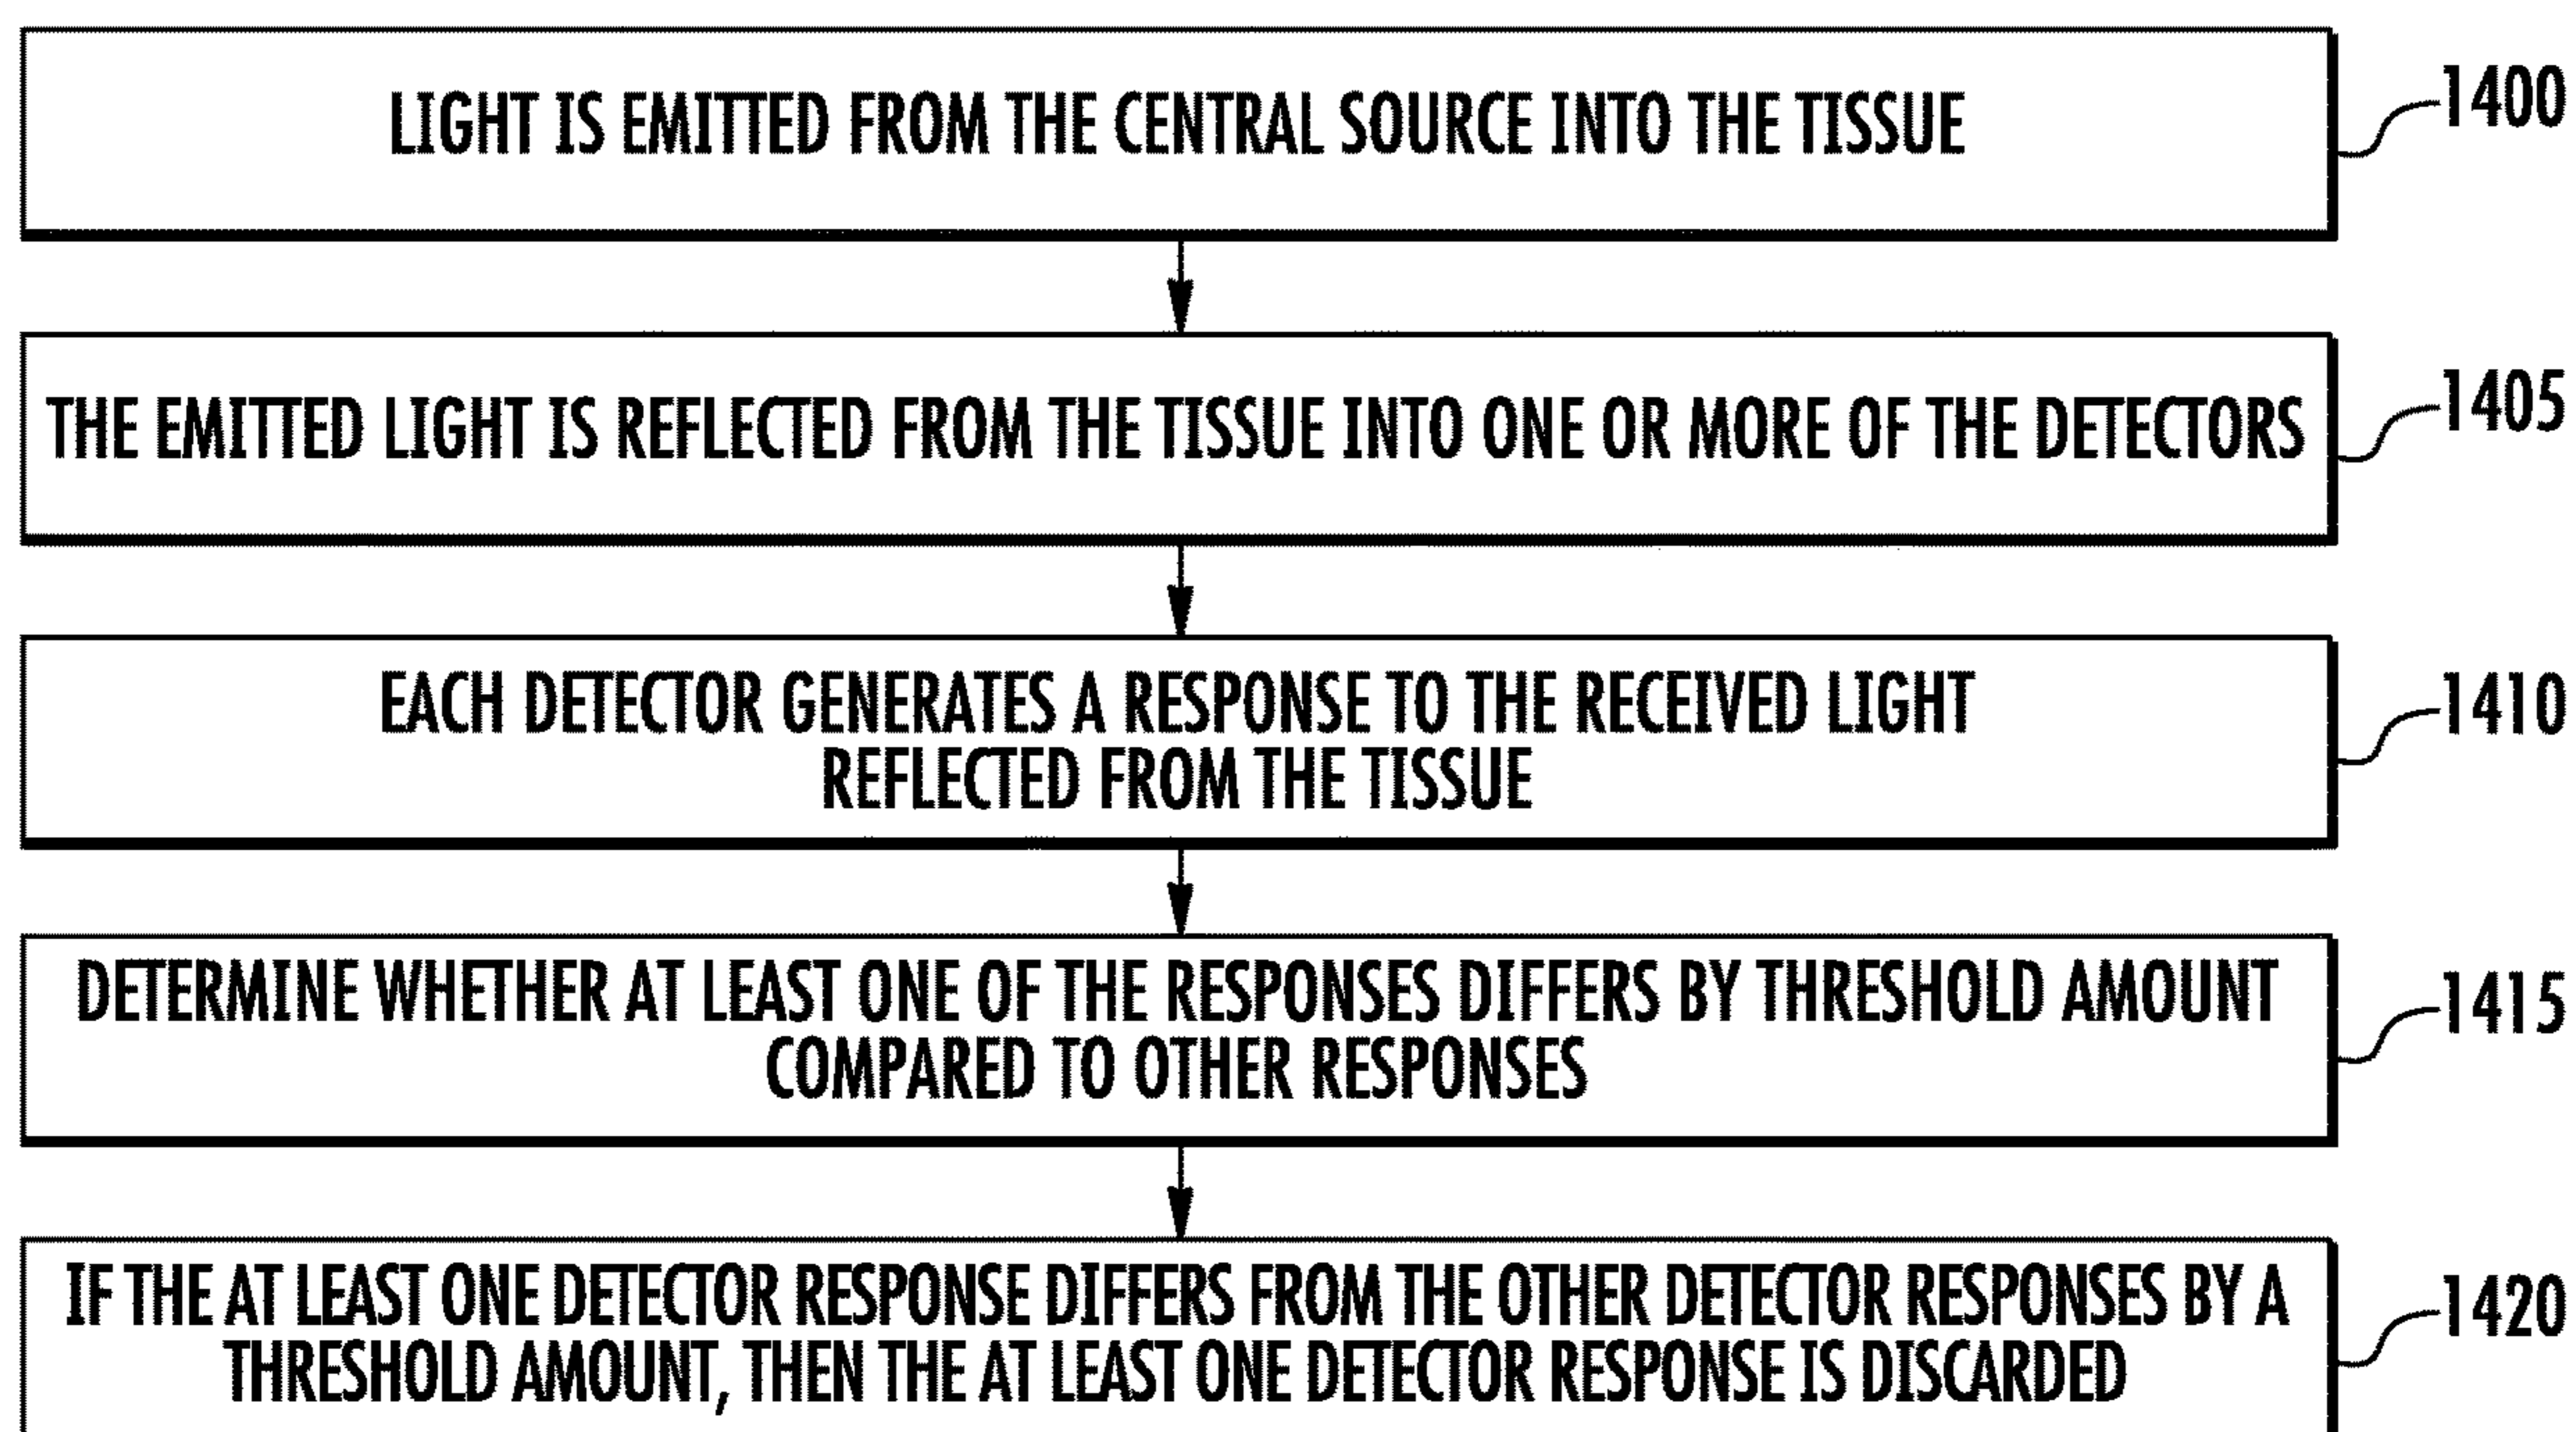 LIGHT IS EMITTED FROM THE CENTRAL SOURCE INTO THE TISSUE
1400
THE EMITTED LIGHT IS REFLECTED FROM THE TISSUE INTO ONE OR MORE OF THE DETECTORS
1405
EACH DETECTOR GENERATES A RESPONSE TO THE RECEIVED LIGHT
REFLECTED FROM THE TISSUE
1410
DETERMINE WHETHER AT LEAST ONE OF THE RESPONSES DIFFERS BY THRESHOLD AMOUNT
COMPARED TO OTHER RESPONSES
1415
IF THE AT LEAST ONE DETECTOR RESPONSE DIFFERS FROM THE OTHER DETECTOR RESPONSES BY A
THRESHOLD AMOUNT, THEN THE AT LEAST ONE DETECTOR RESPONSE IS DISCARDED
1420